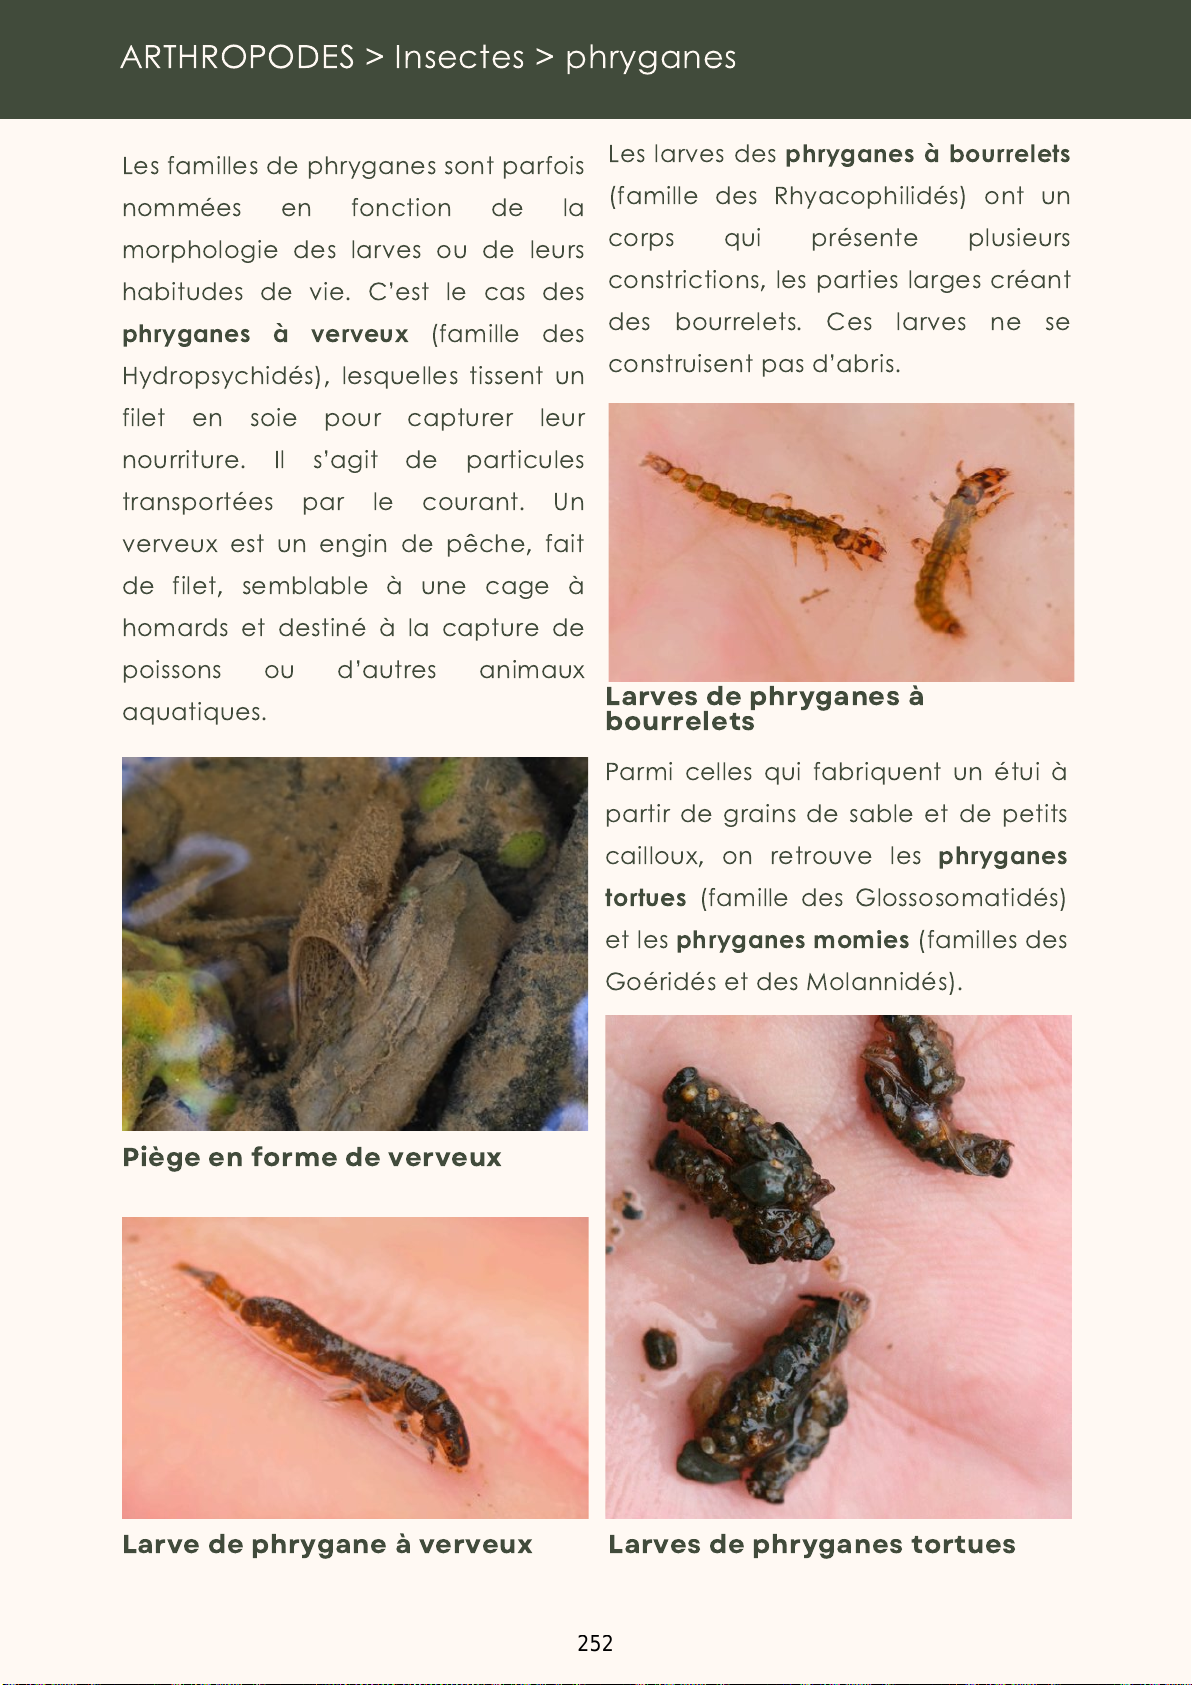 ARTHROPODES > Insectes > phryganes
Les familles de phryganes sont parfois
nommées en fonction de la
morphologie des larves ou de leurs
habitudes de vie. C’est le cas des
phryganes à verveux (famille des
Hydropsychidés), lesquelles tissent un
filet en soie pour capturer leur
nourriture. Il s’agit de particules
transportées par le courant. Un
verveux est un engin de pêche, fait
de filet, semblable à une cage à
homards et destiné à la capture de
poissons ou d’autres animaux
aquatiques.
Piège en forme de verveux
Larve de phrygane à verveux
Les larves des phryganes à bourrelets
(famille des Rhyacophilidés) ont un
corps qui présente plusieurs
constrictions, les parties larges créant
des bourrelets. Ces larves ne se
construisent pas d’abris.
Larves de phryganes à
bourrelets
Parmi celles qui fabriquent un étui à
partir de grains de sable et de petits
cailloux, on retrouve les phryganes
tortues (famille des Glossosomatidés)
et les phryganes momies (familles des
Goéridés et des Molannidés).
Larves de phryganes tortues
252